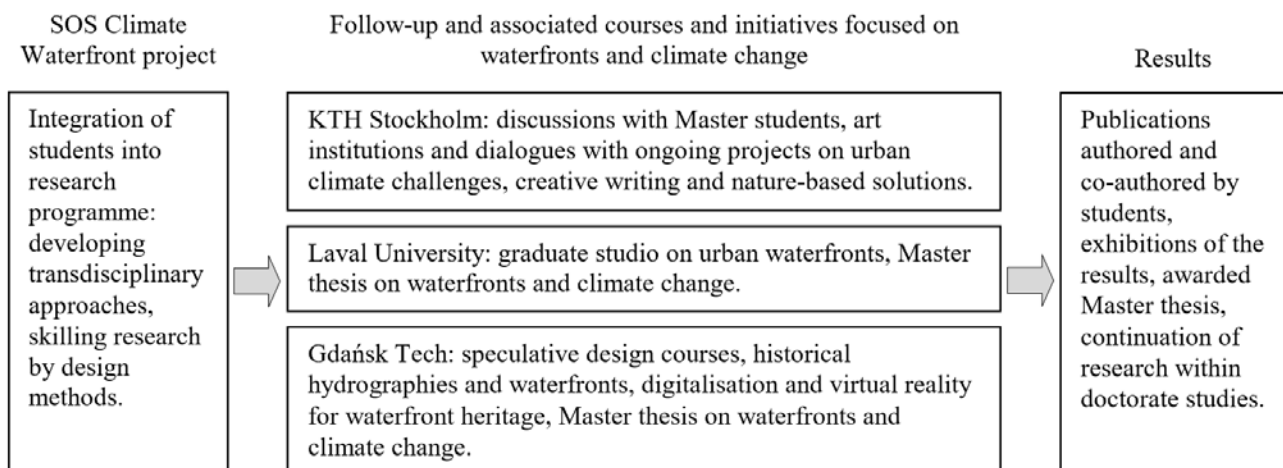 SOS Climate
Waterfront project
Follow-up and associated courses and initiatives focused on
waterfronts and climate change
Results
Integration of
students into
research
programme:
developing
transdisciplinary
approaches,
skilling research
by design
methods.
KTH Stockholm: discussions with Master students, art
institutions and dialogues with ongoing projects on urban
climate challenges, creative writing and nature-based solutions.
Laval University: graduate studio on urban waterfronts, Master
thesis on waterfronts and climate change.
Gdańsk Tech: speculative design courses, historical
hydrographies and waterfronts, digitalisation and virtual reality
for waterfront heritage, Master thesis on waterfronts and
climate change.
Publications
authored and
co-authored by
students,
exhibitions of the
results, awarded
Master thesis,
continuation of
research within
doctorate studies.